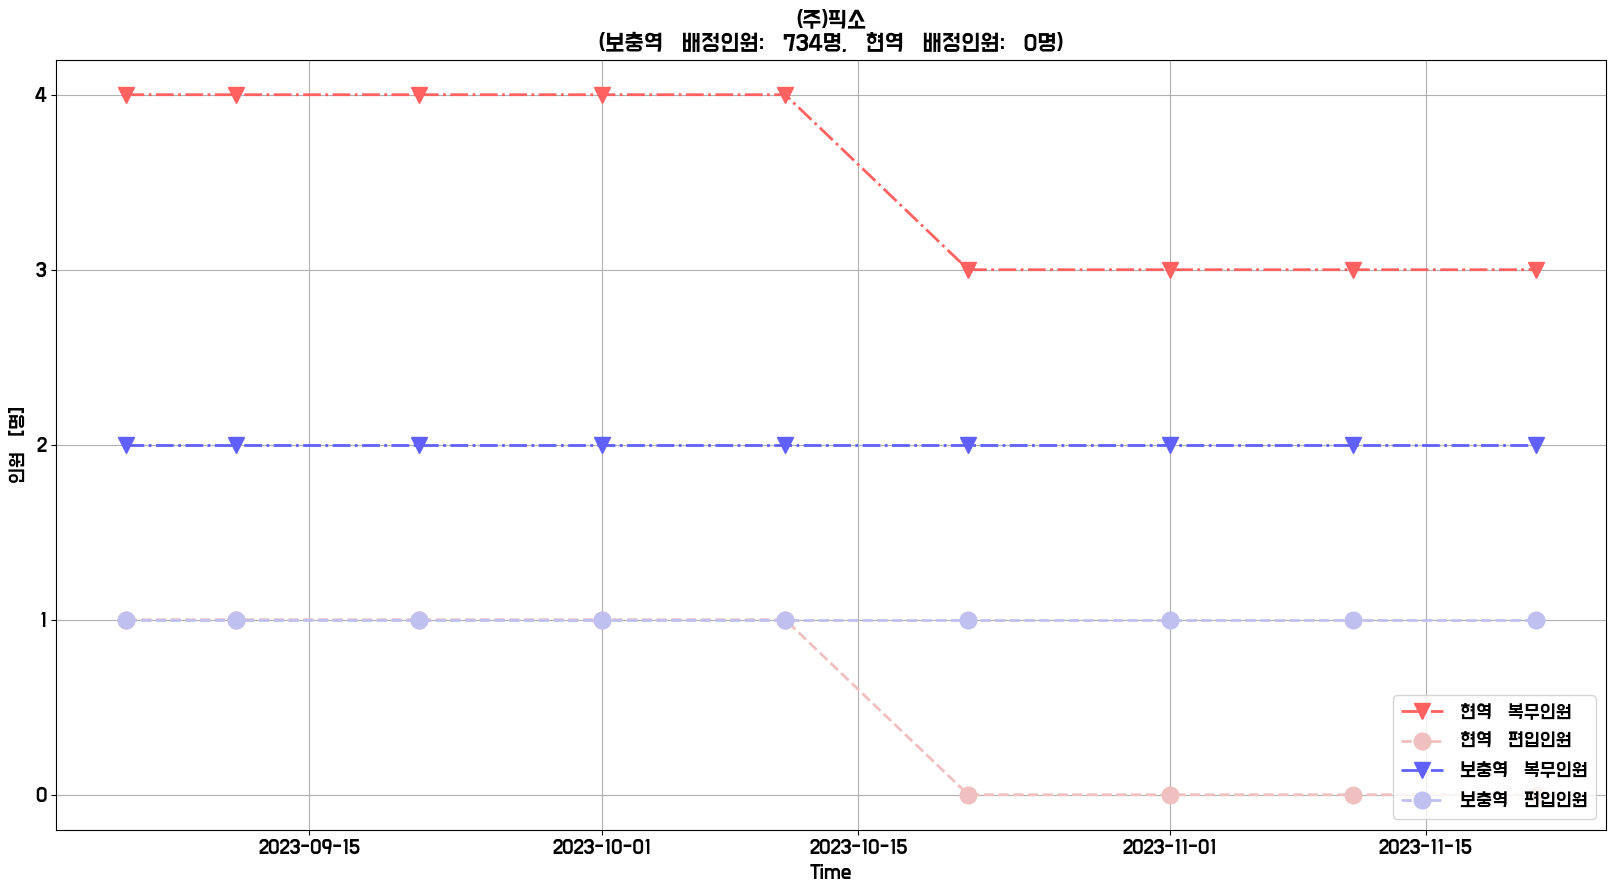 (주)픽소
(보충역 배정인원: 734명, 현역 배정인원: 0명)
4
3
2
1
0
인원 [명]
2023-09-15
2023-10-01
2023-10-15
2023-11-01
2023-11-15
Time
현역 복무인원
현역 편입인원
보충역 복무인원
보충역 편입인원